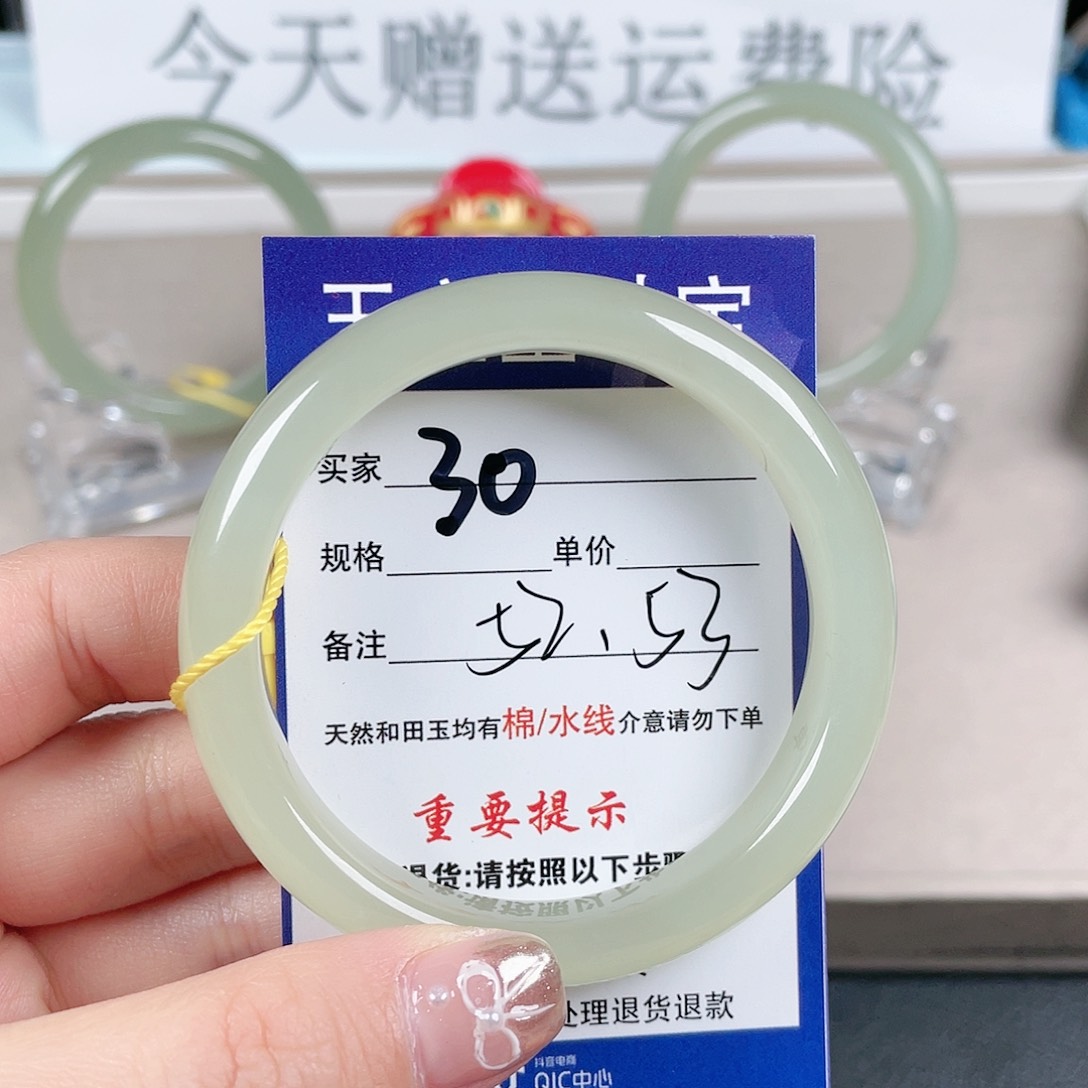 今天赠送运费险
买家 30
规格 单价
备注 52、53
天然和田玉均有棉/水线介意请勿下单
重要提示
退货:请按照以下步骤
处理退货退款
抖音电商
QIC中心